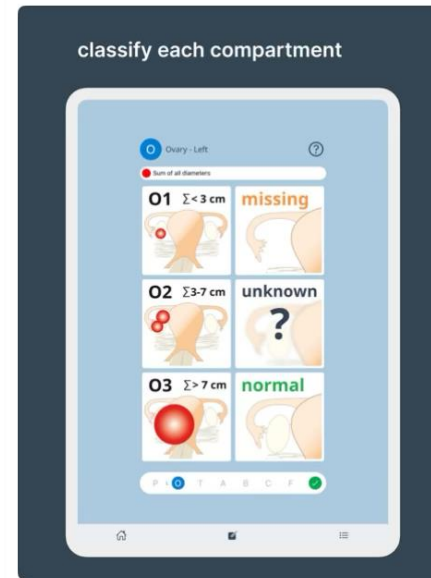 classify each compartment
O Ovary - Left ?
Sum of all diameters
O1 ∑< 3 cm missing
O2 ∑3-7 cm unknown
?
O3 ∑> 7 cm normal
P O T A B C F